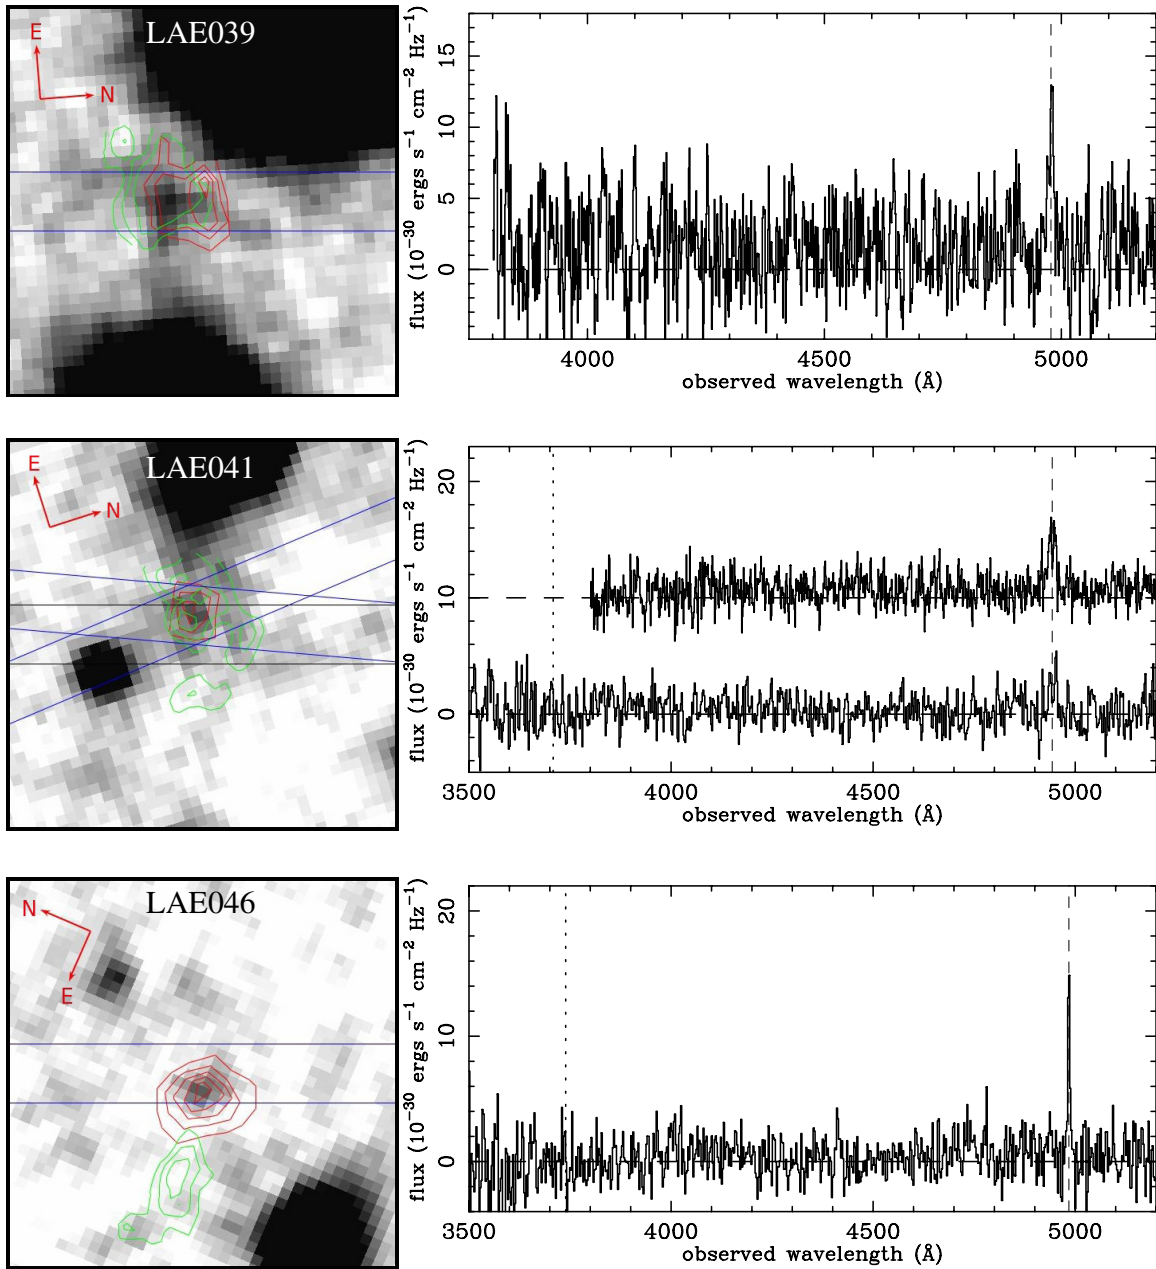 LAE039
E
N
flux (10⁻³⁰ ergs s⁻¹ cm⁻² Hz⁻¹)
15
10
5
0
4000 4500 5000
observed wavelength (Å)
LAE041
E
N
flux (10⁻³⁰ ergs s⁻¹ cm⁻² Hz⁻¹)
20
10
0
3500 4000 4500 5000
observed wavelength (Å)
LAE046
N
E
flux (10⁻³⁰ ergs s⁻¹ cm⁻² Hz⁻¹)
20
10
0
3500 4000 4500 5000
observed wavelength (Å)